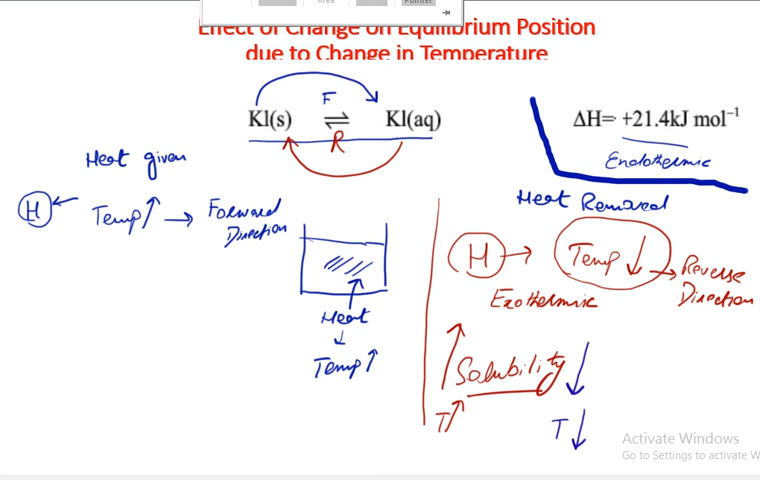 Area
Pointer
Effect of Change on Equilibrium Position
due to Change in Temperature
F
KI(s) ⇌ KI(aq)
R
ΔH= +21.4kJ mol⁻¹
Endothermic
Heat given
H ← Temp ↑ → Forward
Direction
Heat
↓
Temp ↑
Heat Removed
H → Temp ↓ → Reverse
Direction
Exothermic
↑ Solubility ↓
T ↑ T ↓
Activate Windows
Go to Settings to activate W